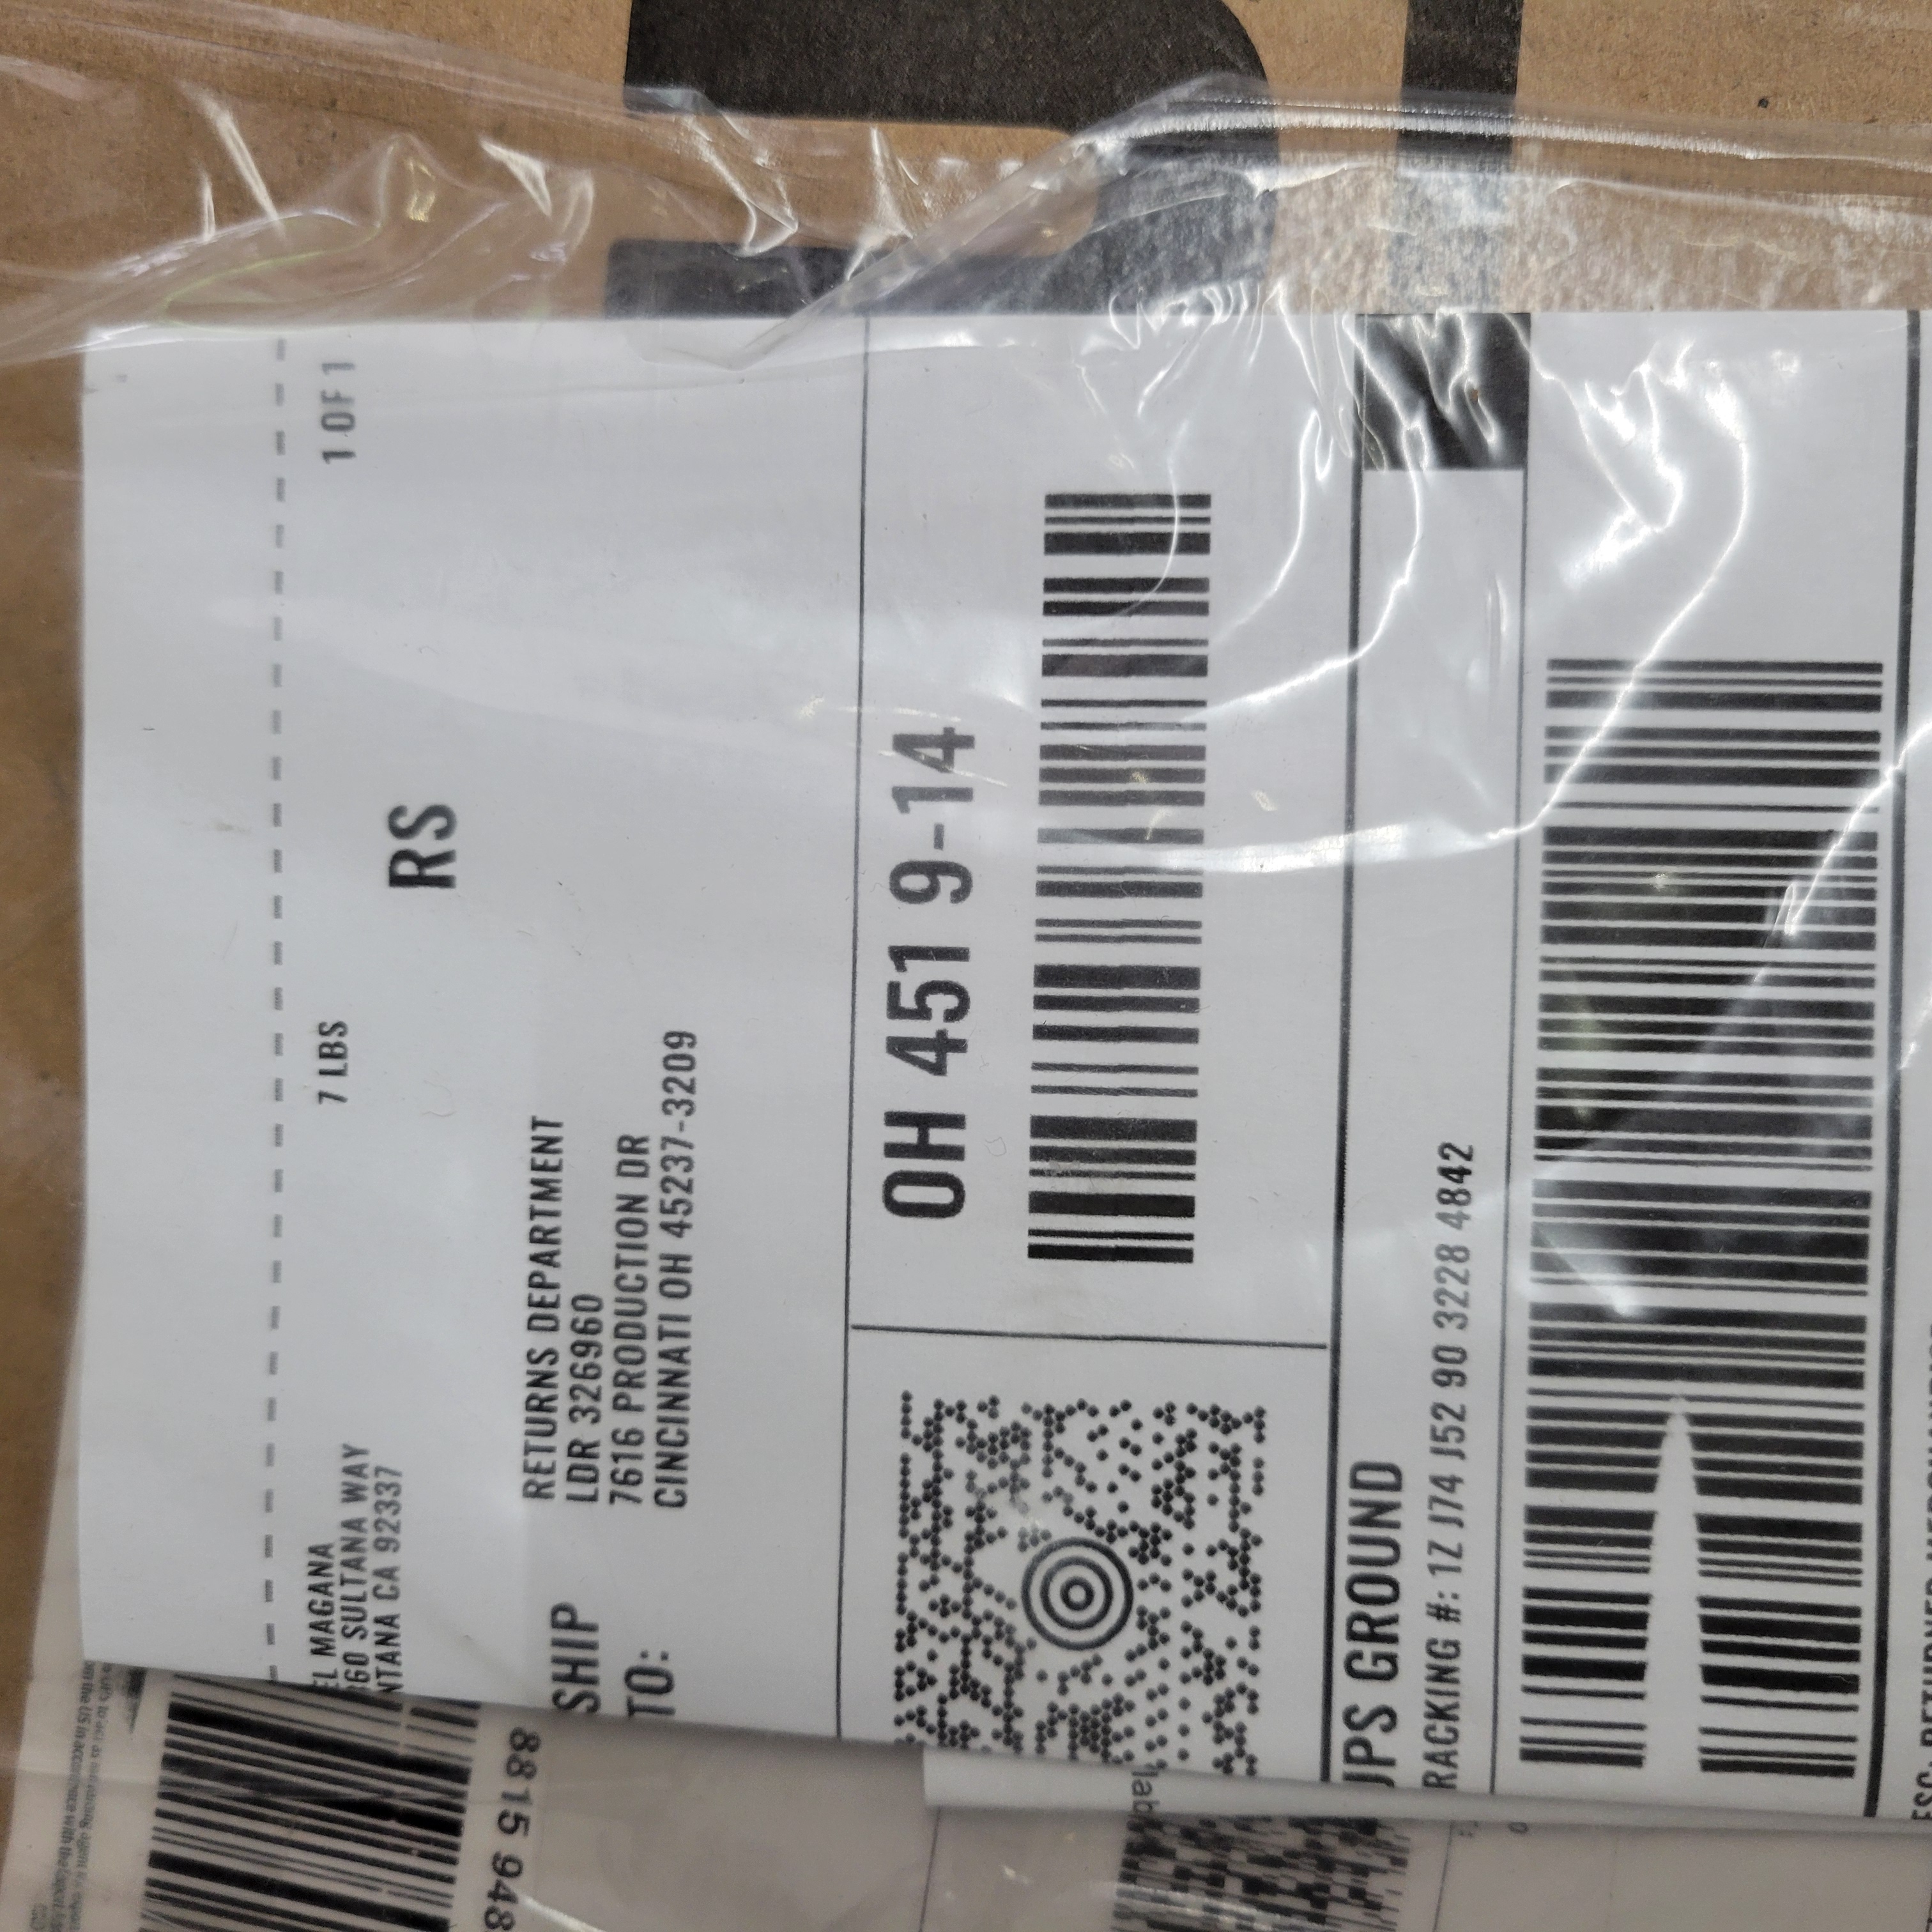 1 OF 1
7 LBS
EL MAGANA
60 SULTANA WAY
NTANA CA 92337
RS
SHIP
TO:
RETURNS DEPARTMENT
LDR 326960
7616 PRODUCTION DR
CINCINNATI OH 45237-3209
OH 451 9-14
UPS GROUND
RACKING #: 1Z J74 J52 90 3228 4842
8815 948